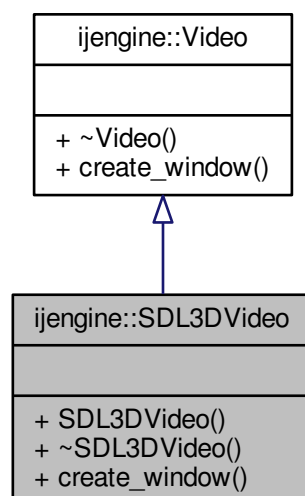 ijengine::Video
+ ~Video()
+ create_window()
ijengine::SDL3DVideo
+ SDL3DVideo()
+ ~SDL3DVideo()
+ create_window()